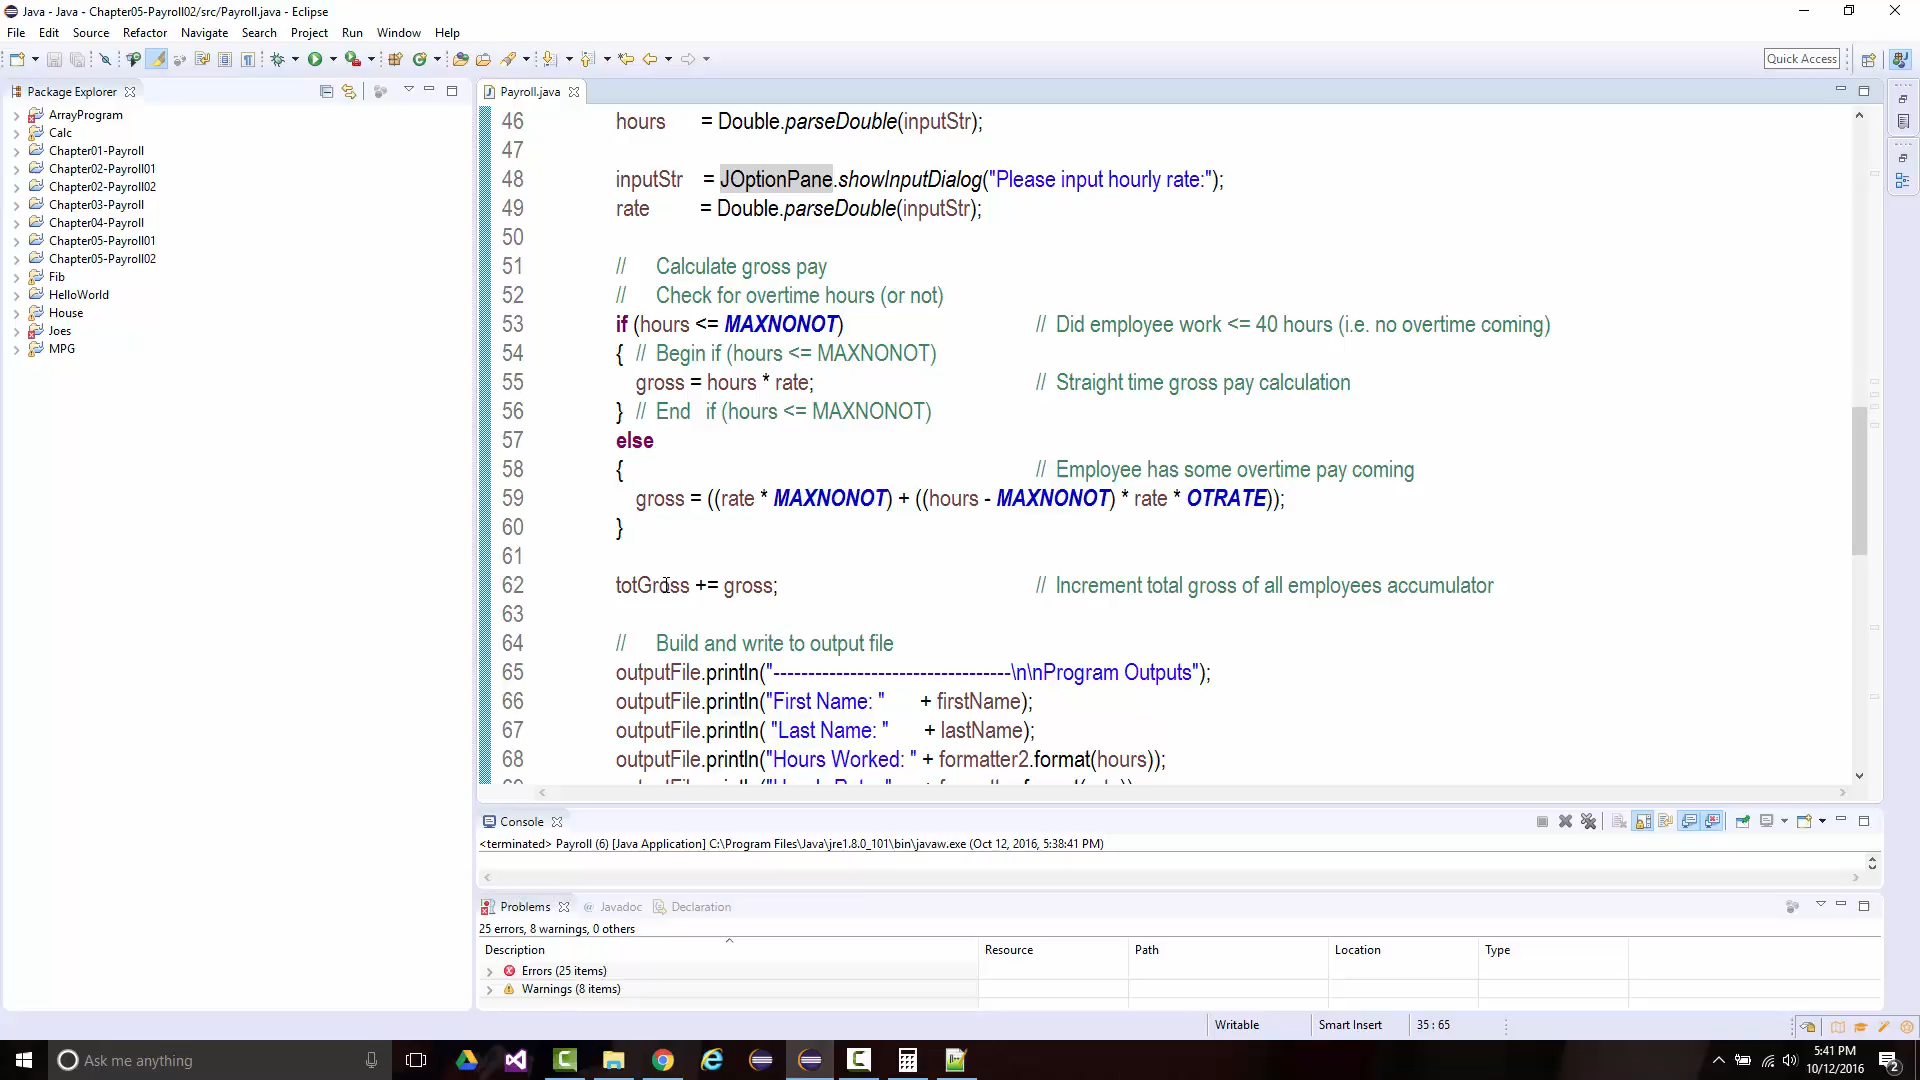 Java - Java - Chapter05-Payroll02/src/Payroll.java - Eclipse
File Edit Source Refactor Navigate Search Project Run Window Help
Quick Access
Package Explorer
ArrayProgram
Calc
Chapter01-Payroll
Chapter02-Payroll01
Chapter02-Payroll02
Chapter03-Payroll
Chapter04-Payroll
Chapter05-Payroll01
Chapter05-Payroll02
Fib
HelloWorld
House
Joes
MPG
Payroll.java
46 hours = Double.parseDouble(inputStr);
47
48 inputStr = JOptionPane.showInputDialog("Please input hourly rate:");
49 rate = Double.parseDouble(inputStr);
50
51 // Calculate gross pay
52 // Check for overtime hours (or not)
53 if (hours <= MAXNONOT) // Did employee work <= 40 hours (i.e. no overtime coming)
54 { // Begin if (hours <= MAXNONOT)
55 gross = hours * rate; // Straight time gross pay calculation
56 } // End if (hours <= MAXNONOT)
57 else
58 { // Employee has some overtime pay coming
59 gross = ((rate * MAXNONOT) + ((hours - MAXNONOT) * rate * OTRATE));
60 }
61
62 totGross += gross; // Increment total gross of all employees accumulator
63
64 // Build and write to output file
65 outputFile.println("----------------------------------\n\nProgram Outputs");
66 outputFile.println("First Name: " + firstName);
67 outputFile.println( "Last Name: " + lastName);
68 outputFile.println("Hours Worked: " + formatter2.format(hours));
Console
<terminated> Payroll (6) [Java Application] C:\Program Files\Java\jre1.8.0_101\bin\javaw.exe (Oct 12, 2016, 5:38:41 PM)
Problems @ Javadoc Declaration
25 errors, 8 warnings, 0 others
Description Resource Path Location Type
Errors (25 items)
Warnings (8 items)
Writable Smart Insert 35 : 65
Ask me anything
5:41 PM
10/12/2016
2